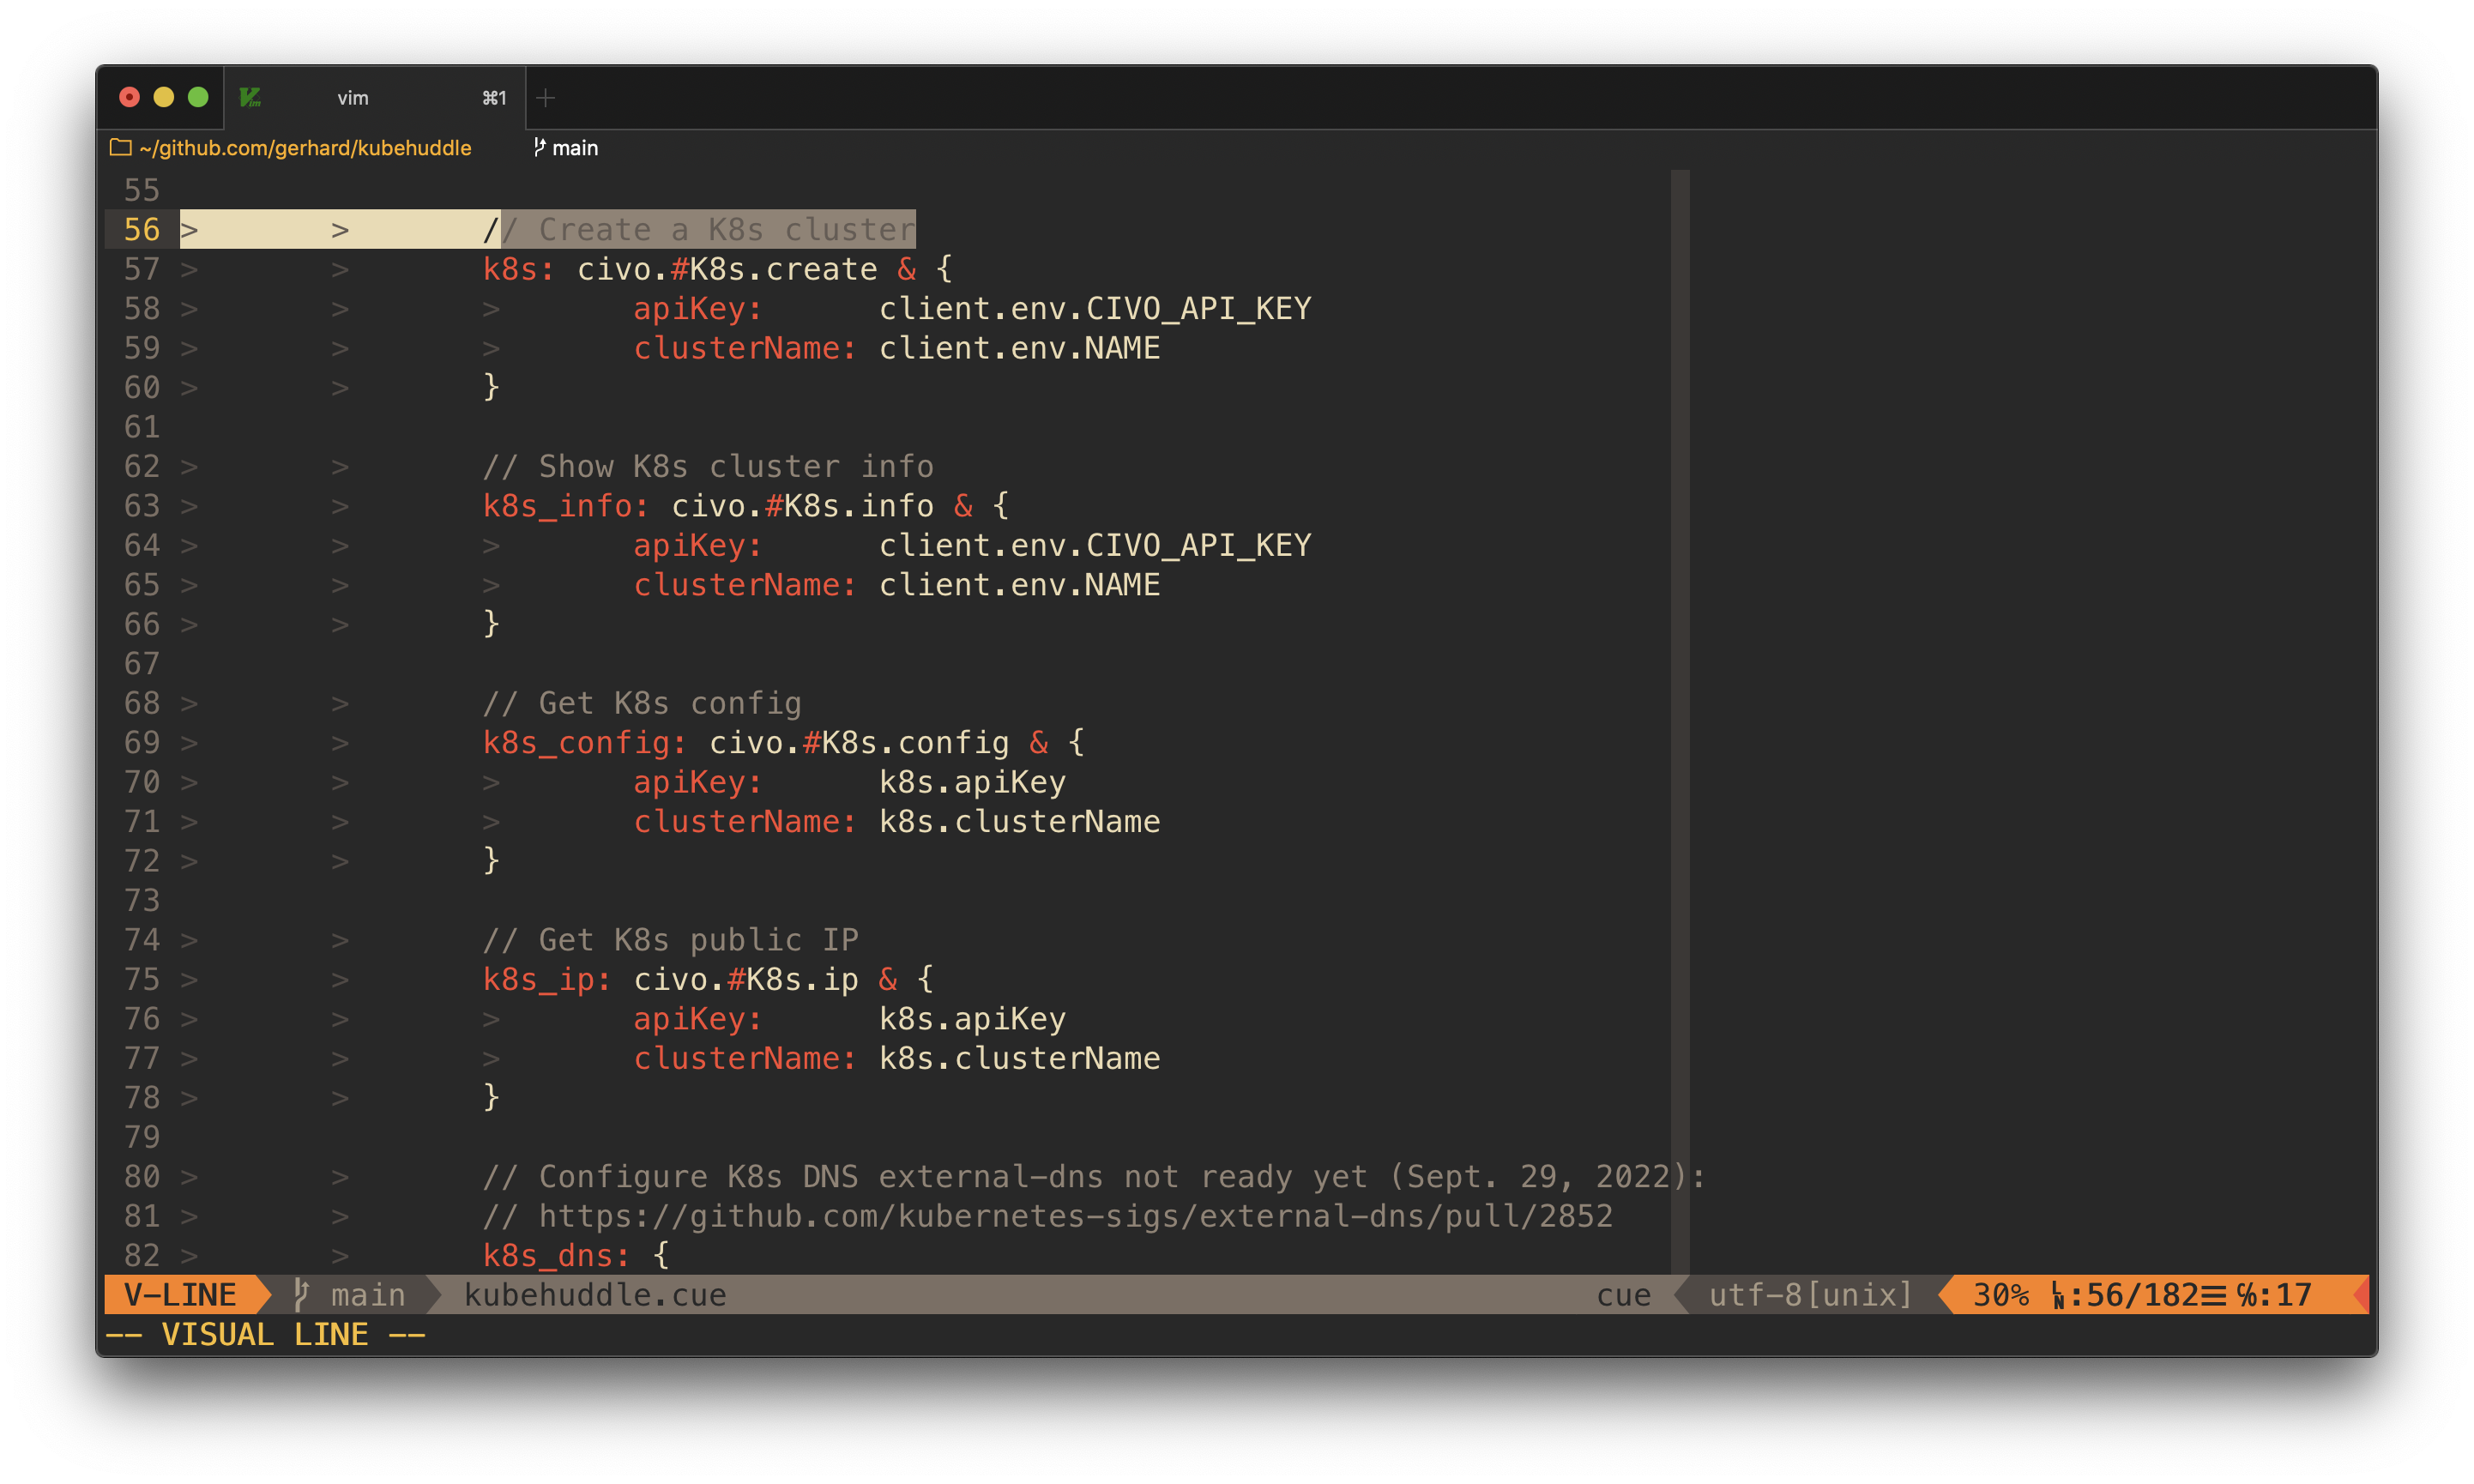 vim ⌘1 +
~/github.com/gerhard/kubehuddle main
55
56 > > // Create a K8s cluster
57 > > k8s: civo.#K8s.create & {
58 > > > apiKey: client.env.CIVO_API_KEY
59 > > > clusterName: client.env.NAME
60 > > }
61
62 > > // Show K8s cluster info
63 > > k8s_info: civo.#K8s.info & {
64 > > > apiKey: client.env.CIVO_API_KEY
65 > > > clusterName: client.env.NAME
66 > > }
67
68 > > // Get K8s config
69 > > k8s_config: civo.#K8s.config & {
70 > > > apiKey: k8s.apiKey
71 > > > clusterName: k8s.clusterName
72 > > }
73
74 > > // Get K8s public IP
75 > > k8s_ip: civo.#K8s.ip & {
76 > > > apiKey: k8s.apiKey
77 > > > clusterName: k8s.clusterName
78 > > }
79
80 > > // Configure K8s DNS external-dns not ready yet (Sept. 29, 2022):
81 > > // https://github.com/kubernetes-sigs/external-dns/pull/2852
82 > > k8s_dns: {
V-LINE main kubehuddle.cue cue utf-8[unix] 30% ␤:56/182☰ ℅:17
-- VISUAL LINE --